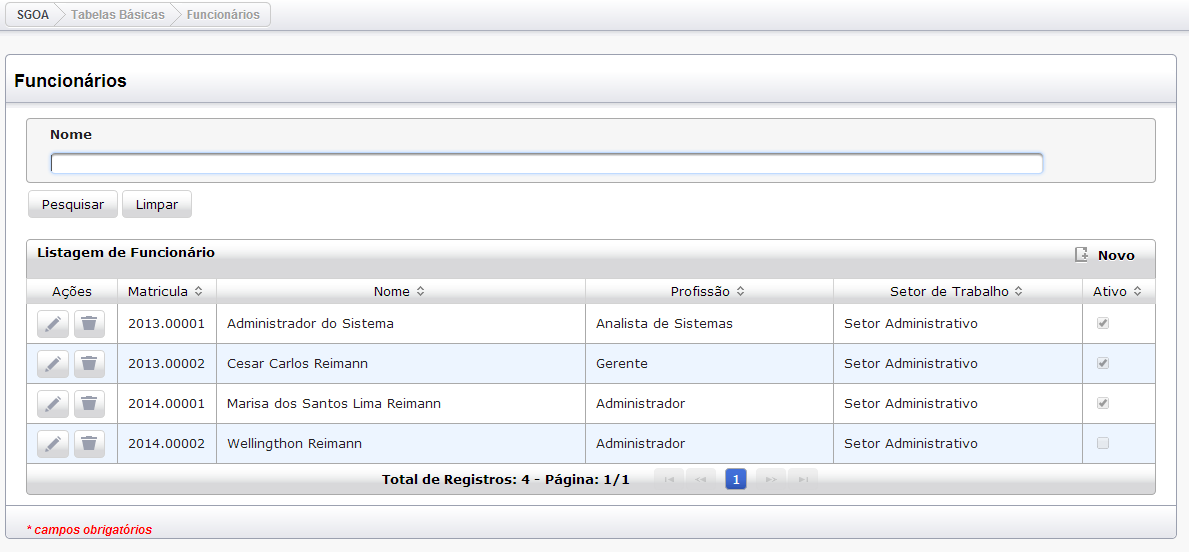 SGOA Tabelas Básicas Funcionários
Funcionários
Nome
Pesquisar Limpar
Listagem de Funcionário Novo
Ações Matricula Nome Profissão Setor de Trabalho Ativo
2013.00001 Administrador do Sistema Analista de Sistemas Setor Administrativo
2013.00002 Cesar Carlos Reimann Gerente Setor Administrativo
2014.00001 Marisa dos Santos Lima Reimann Administrador Setor Administrativo
2014.00002 Wellingthon Reimann Administrador Setor Administrativo
Total de Registros: 4 - Página: 1/1 1
* campos obrigatórios